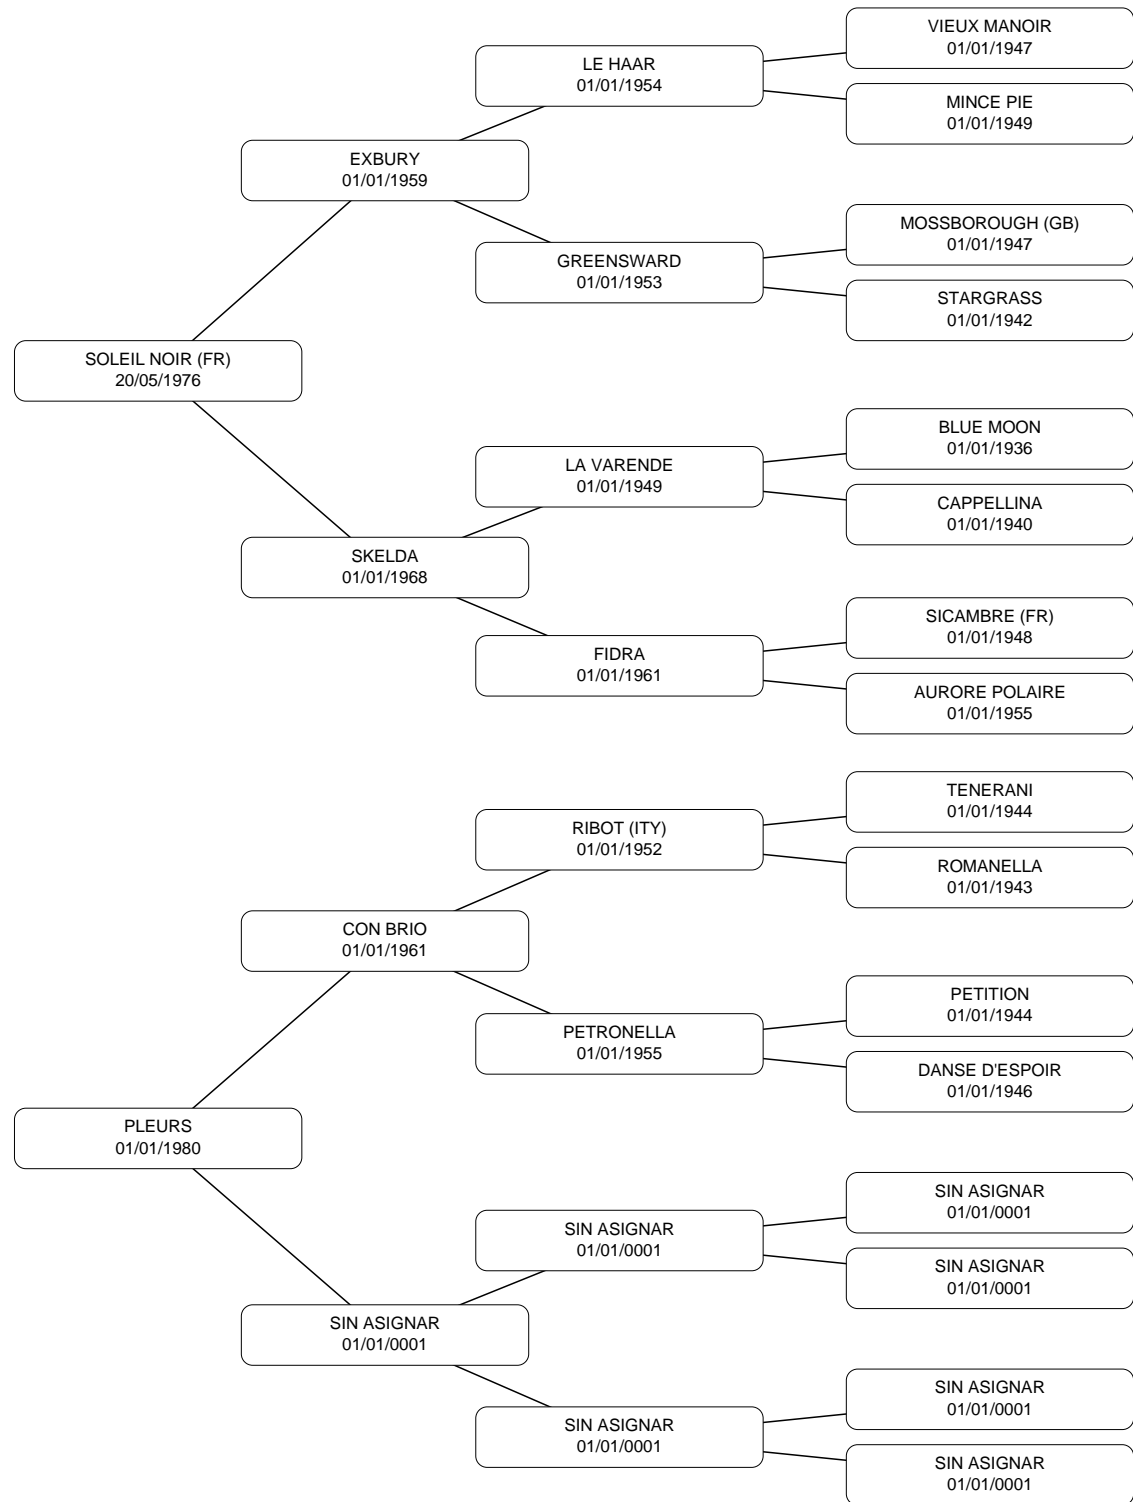 VIEUX MANOIR
01/01/1947
LE HAAR
01/01/1954
MINCE PIE
01/01/1949
EXBURY
01/01/1959
MOSSBOROUGH (GB)
01/01/1947
GREENSWARD
01/01/1953
STARGRASS
01/01/1942
SOLEIL NOIR (FR)
20/05/1976
BLUE MOON
01/01/1936
LA VARENDE
01/01/1949
CAPPELLINA
01/01/1940
SKELDA
01/01/1968
SICAMBRE (FR)
01/01/1948
FIDRA
01/01/1961
AURORE POLAIRE
01/01/1955
TENERANI
01/01/1944
RIBOT (ITY)
01/01/1952
ROMANELLA
01/01/1943
CON BRIO
01/01/1961
PETITION
01/01/1944
PETRONELLA
01/01/1955
DANSE D'ESPOIR
01/01/1946
PLEURS
01/01/1980
SIN ASIGNAR
01/01/0001
SIN ASIGNAR
01/01/0001
SIN ASIGNAR
01/01/0001
SIN ASIGNAR
01/01/0001
SIN ASIGNAR
01/01/0001
SIN ASIGNAR
01/01/0001
SIN ASIGNAR
01/01/0001